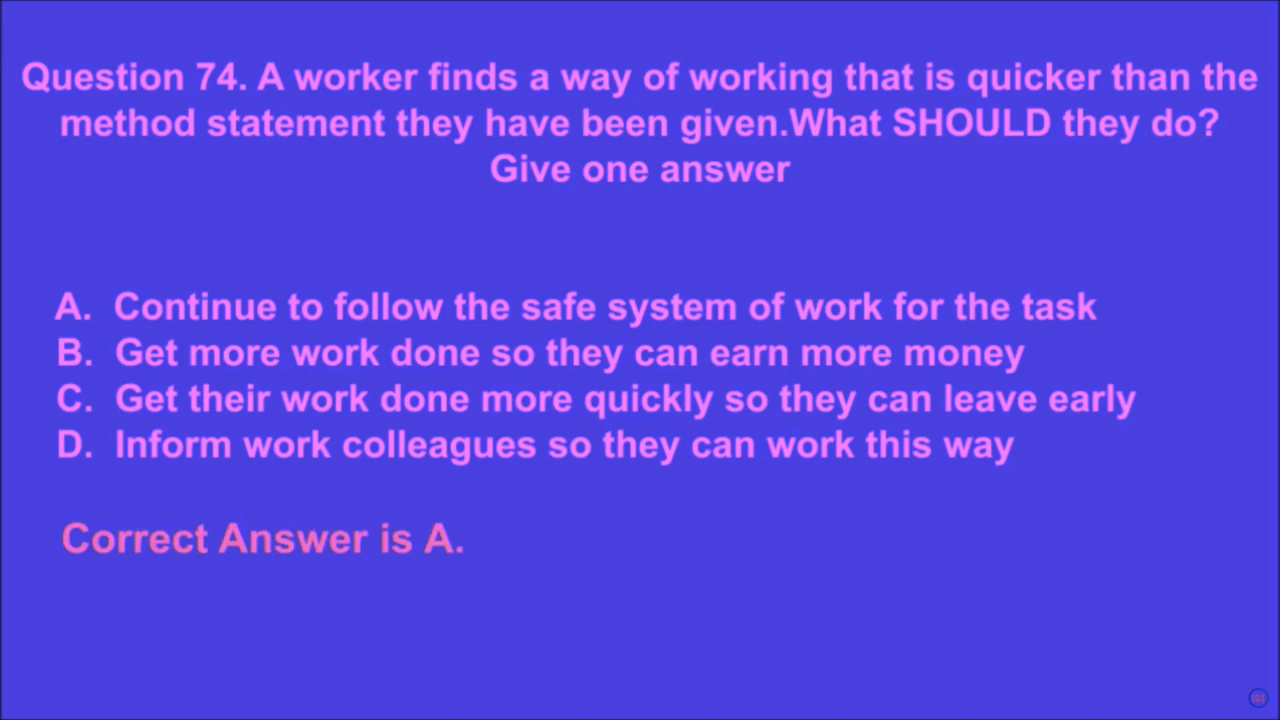 Question 74. A worker finds a way of working that is quicker than the
method statement they have been given.What SHOULD they do?
Give one answer
A. Continue to follow the safe system of work for the task
B. Get more work done so they can earn more money
C. Get their work done more quickly so they can leave early
D. Inform work colleagues so they can work this way
Correct Answer is A.